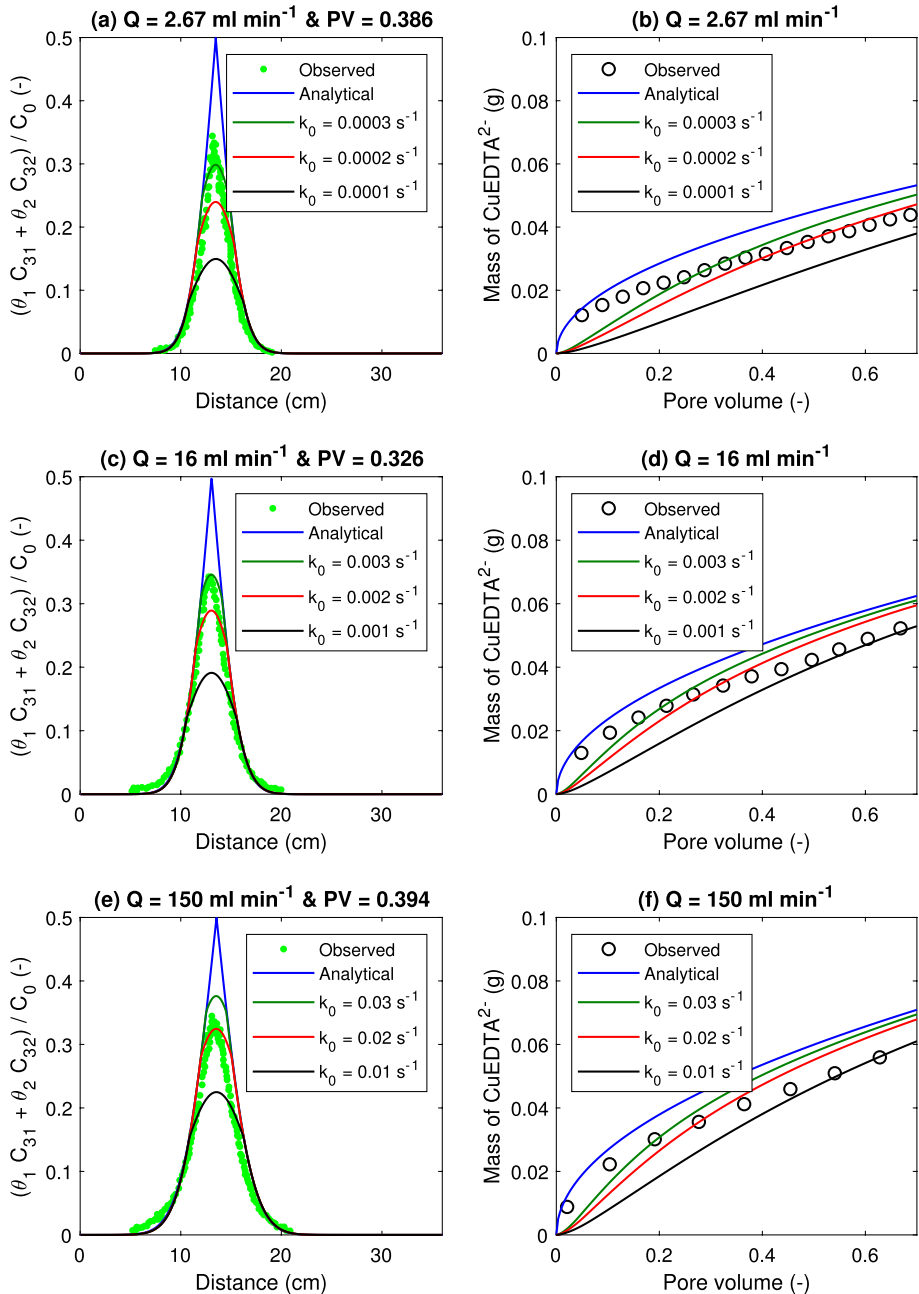 (a) Q = 2.67 ml min⁻¹ & PV = 0.386
(θ₁ C₃₁ + θ₂ C₃₂) / C₀ (-)
0.5
0.4
0.3
0.2
0.1
0
Observed
Analytical
k₀ = 0.0003 s⁻¹
k₀ = 0.0002 s⁻¹
k₀ = 0.0001 s⁻¹
0 10 20 30
Distance (cm)
(b) Q = 2.67 ml min⁻¹
Mass of CuEDTA²⁻ (g)
0.1
0.08
0.06
0.04
0.02
0
Observed
Analytical
k₀ = 0.0003 s⁻¹
k₀ = 0.0002 s⁻¹
k₀ = 0.0001 s⁻¹
0 0.2 0.4 0.6
Pore volume (-)
(c) Q = 16 ml min⁻¹ & PV = 0.326
(θ₁ C₃₁ + θ₂ C₃₂) / C₀ (-)
0.5
0.4
0.3
0.2
0.1
0
Observed
Analytical
k₀ = 0.003 s⁻¹
k₀ = 0.002 s⁻¹
k₀ = 0.001 s⁻¹
0 10 20 30
Distance (cm)
(d) Q = 16 ml min⁻¹
Mass of CuEDTA²⁻ (g)
0.1
0.08
0.06
0.04
0.02
0
Observed
Analytical
k₀ = 0.003 s⁻¹
k₀ = 0.002 s⁻¹
k₀ = 0.001 s⁻¹
0 0.2 0.4 0.6
Pore volume (-)
(e) Q = 150 ml min⁻¹ & PV = 0.394
(θ₁ C₃₁ + θ₂ C₃₂) / C₀ (-)
0.5
0.4
0.3
0.2
0.1
0
Observed
Analytical
k₀ = 0.03 s⁻¹
k₀ = 0.02 s⁻¹
k₀ = 0.01 s⁻¹
0 10 20 30
Distance (cm)
(f) Q = 150 ml min⁻¹
Mass of CuEDTA²⁻ (g)
0.1
0.08
0.06
0.04
0.02
0
Observed
Analytical
k₀ = 0.03 s⁻¹
k₀ = 0.02 s⁻¹
k₀ = 0.01 s⁻¹
0 0.2 0.4 0.6
Pore volume (-)